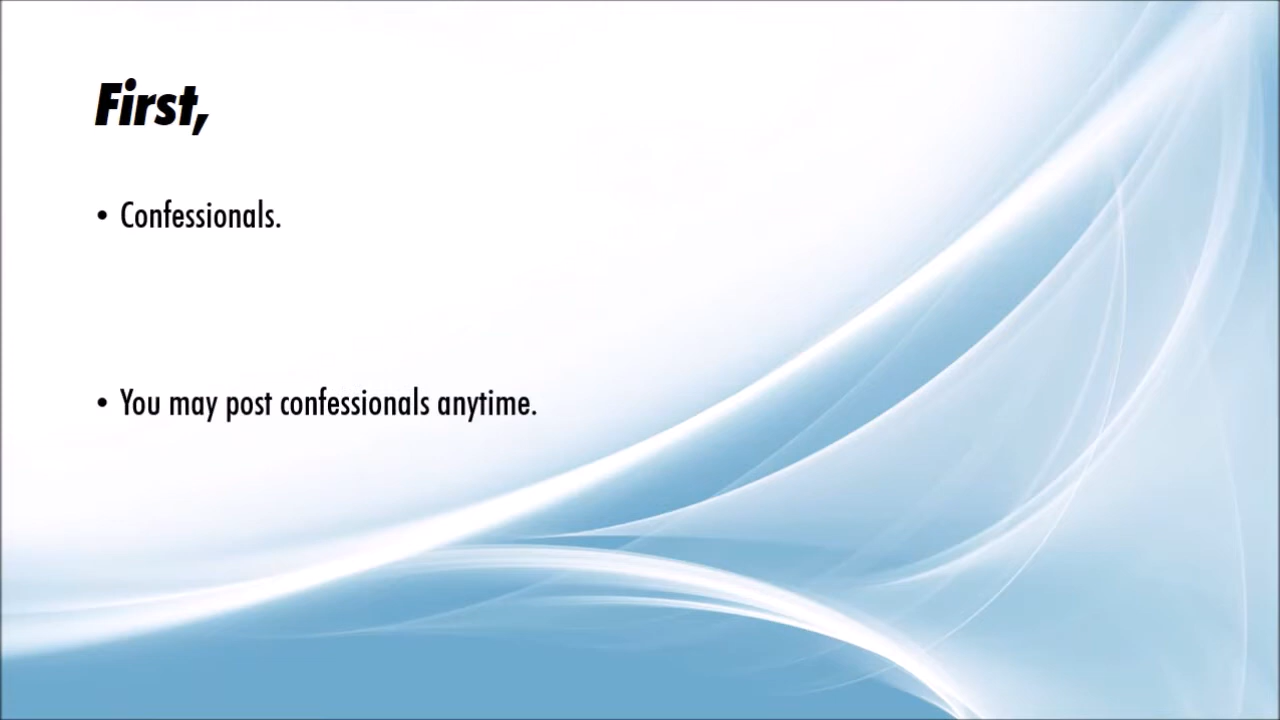 First,
• Confessionals.
• You may post confessionals anytime.